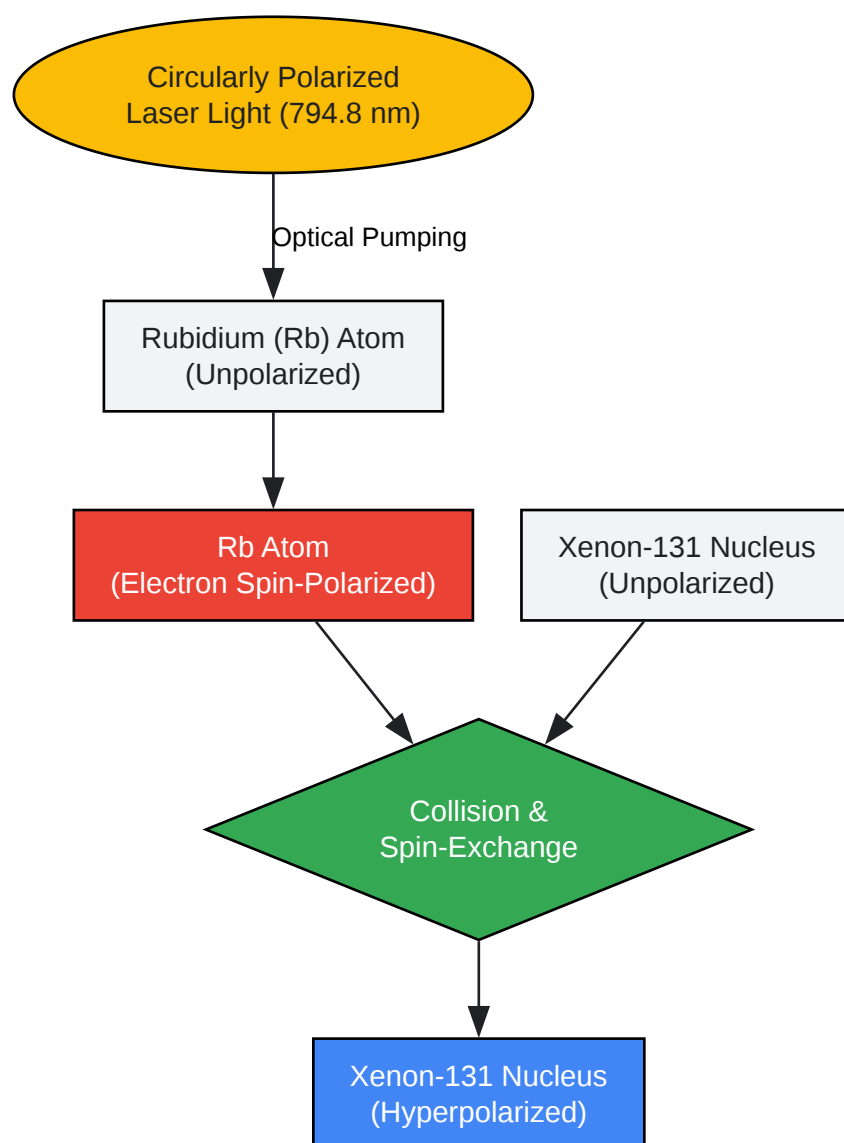 Circularly Polarized
Laser Light (794.8 nm)
Optical Pumping
Rubidium (Rb) Atom
(Unpolarized)
Rb Atom
(Electron Spin-Polarized)
Xenon-131 Nucleus
(Unpolarized)
Collision &
Spin-Exchange
Xenon-131 Nucleus
(Hyperpolarized)